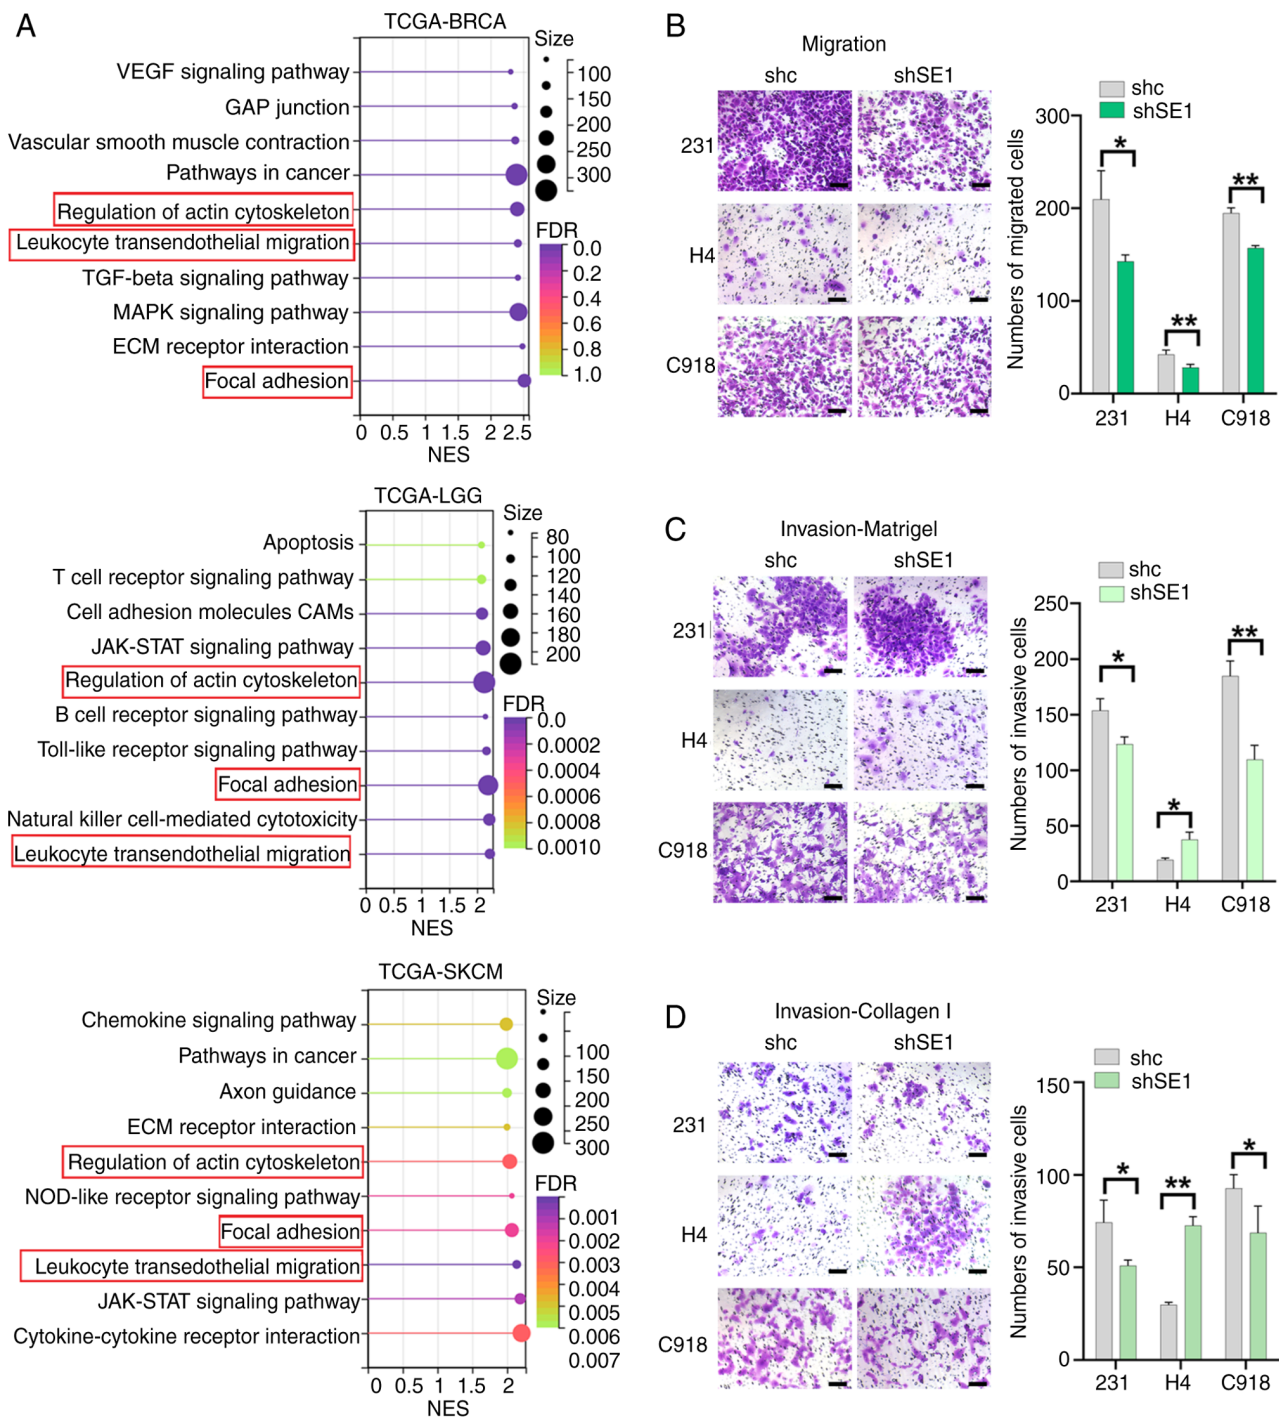 A
TCGA-BRCA
Size
VEGF signaling pathway
GAP junction
Vascular smooth muscle contraction
Pathways in cancer
Regulation of actin cytoskeleton
Leukocyte transendothelial migration
TGF-beta signaling pathway
MAPK signaling pathway
ECM receptor interaction
Focal adhesion
100
150
200
250
300
FDR
0.0
0.2
0.4
0.6
0.8
1.0
0 0.5 1 1.5 2 2.5
NES
TCGA-LGG
Size
Apoptosis
T cell receptor signaling pathway
Cell adhesion molecules CAMs
JAK-STAT signaling pathway
Regulation of actin cytoskeleton
B cell receptor signaling pathway
Toll-like receptor signaling pathway
Focal adhesion
Natural killer cell-mediated cytotoxicity
Leukocyte transendothelial migration
80
100
120
140
160
180
200
FDR
0.0
0.0002
0.0004
0.0006
0.0008
0.0010
0 0.5 1 1.5 2
NES
TCGA-SKCM
Size
Chemokine signaling pathway
Pathways in cancer
Axon guidance
ECM receptor interaction
Regulation of actin cytoskeleton
NOD-like receptor signaling pathway
Focal adhesion
Leukocyte transedothelial migration
JAK-STAT signaling pathway
Cytokine-cytokine receptor interaction
100
150
200
250
300
FDR
0.001
0.002
0.003
0.004
0.005
0.006
0.007
0 0.5 1 1.5 2
NES
B
Migration
shc shSE1
231
H4
C918
shc
shSE1
Numbers of migrated cells
300
200
100
0
*
**
**
231 H4 C918
C
Invasion-Matrigel
shc shSE1
231
H4
C918
shc
shSE1
Numbers of invasive cells
250
200
150
100
50
0
*
*
**
231 H4 C918
D
Invasion-Collagen I
shc shSE1
231
H4
C918
shc
shSE1
Numbers of invasive cells
150
100
50
0
*
**
*
231 H4 C918